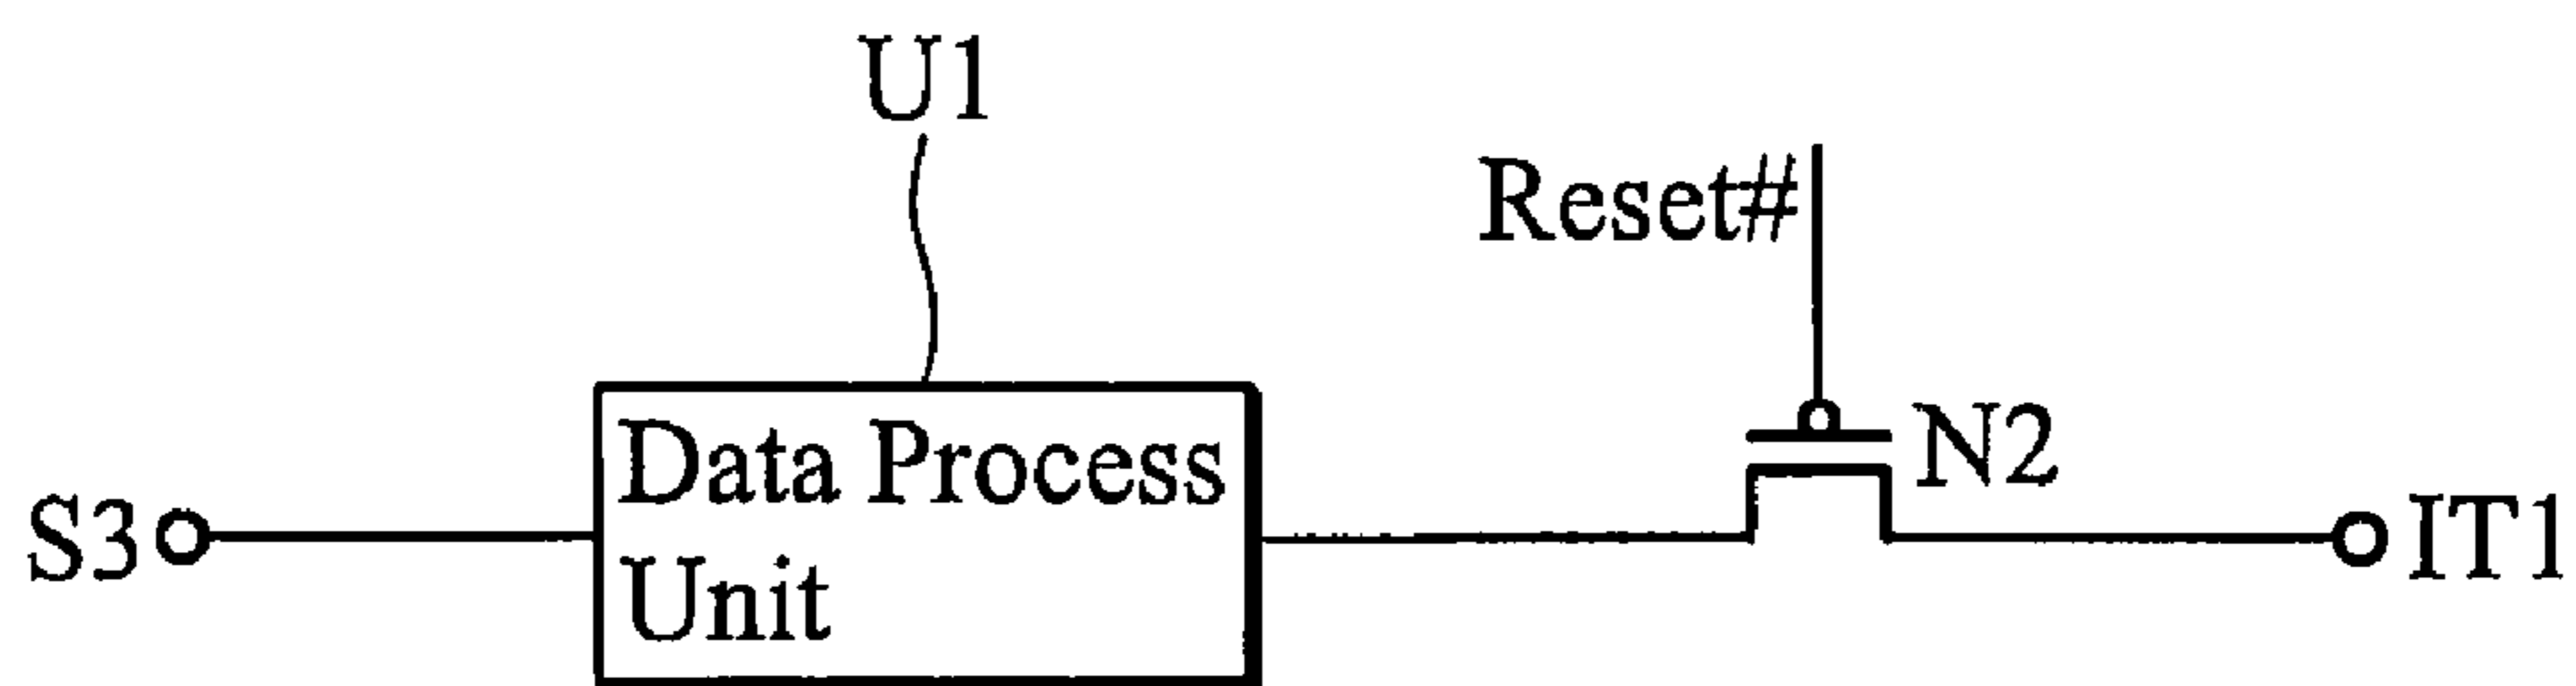 U1
Reset#
N2
S3
Data Process
Unit
IT1